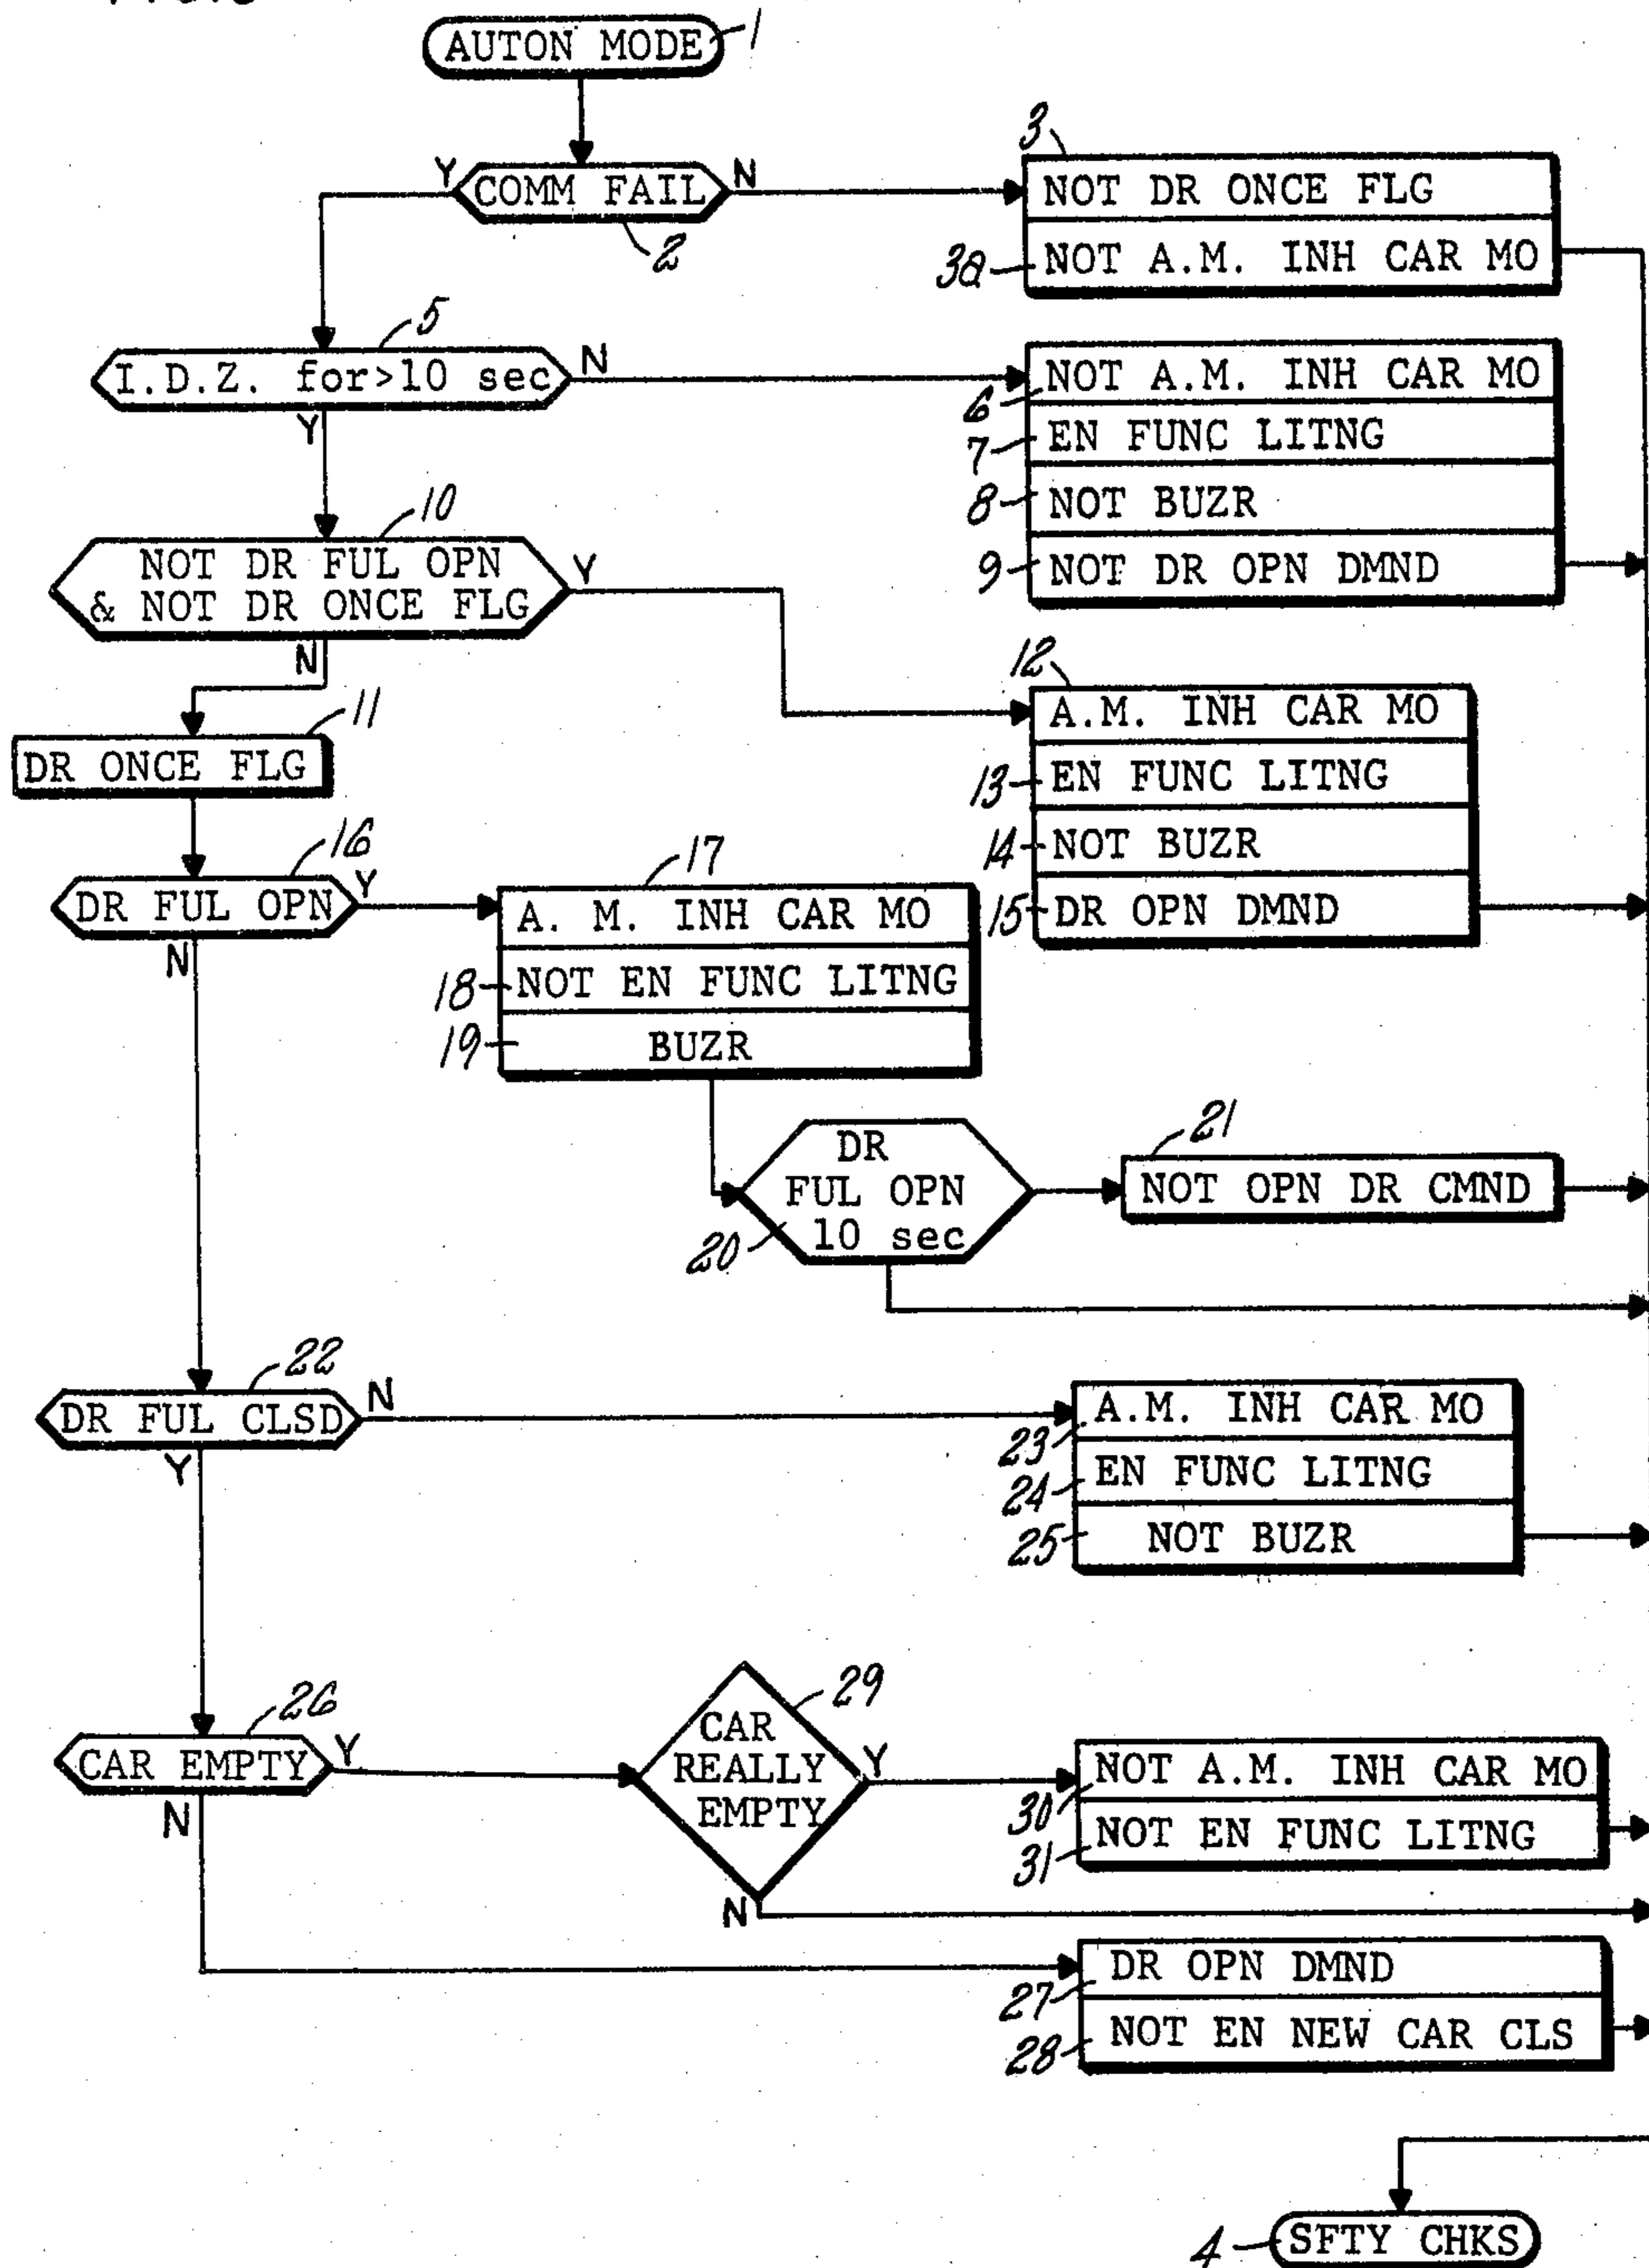 AUTON MODE 1
Y COMM FAIL N
2
3
NOT DR ONCE FLG
3a NOT A.M. INH CAR MO
5
I.D.Z. for>10 sec N
Y
NOT A.M. INH CAR MO
6
7 EN FUNC LITNG
8 NOT BUZR
9 NOT DR OPN DMND
10
NOT DR FUL OPN
& NOT DR ONCE FLG
Y
N
11
DR ONCE FLG
12
A.M. INH CAR MO
13 EN FUNC LITNG
14 NOT BUZR
15 DR OPN DMND
16
DR FUL OPN Y
N
17
A. M. INH CAR MO
18 NOT EN FUNC LITNG
19 BUZR
DR
FUL OPN
10 sec
20
21
NOT OPN DR CMND
22
DR FUL CLSD N
Y
A.M. INH CAR MO
23
24 EN FUNC LITNG
25 NOT BUZR
26
CAR EMPTY Y
N
29
CAR
REALLY
EMPTY
Y
N
NOT A.M. INH CAR MO
30
NOT EN FUNC LITNG
31
DR OPN DMND
27
28 NOT EN NEW CAR CLS
4 SFTY CHKS